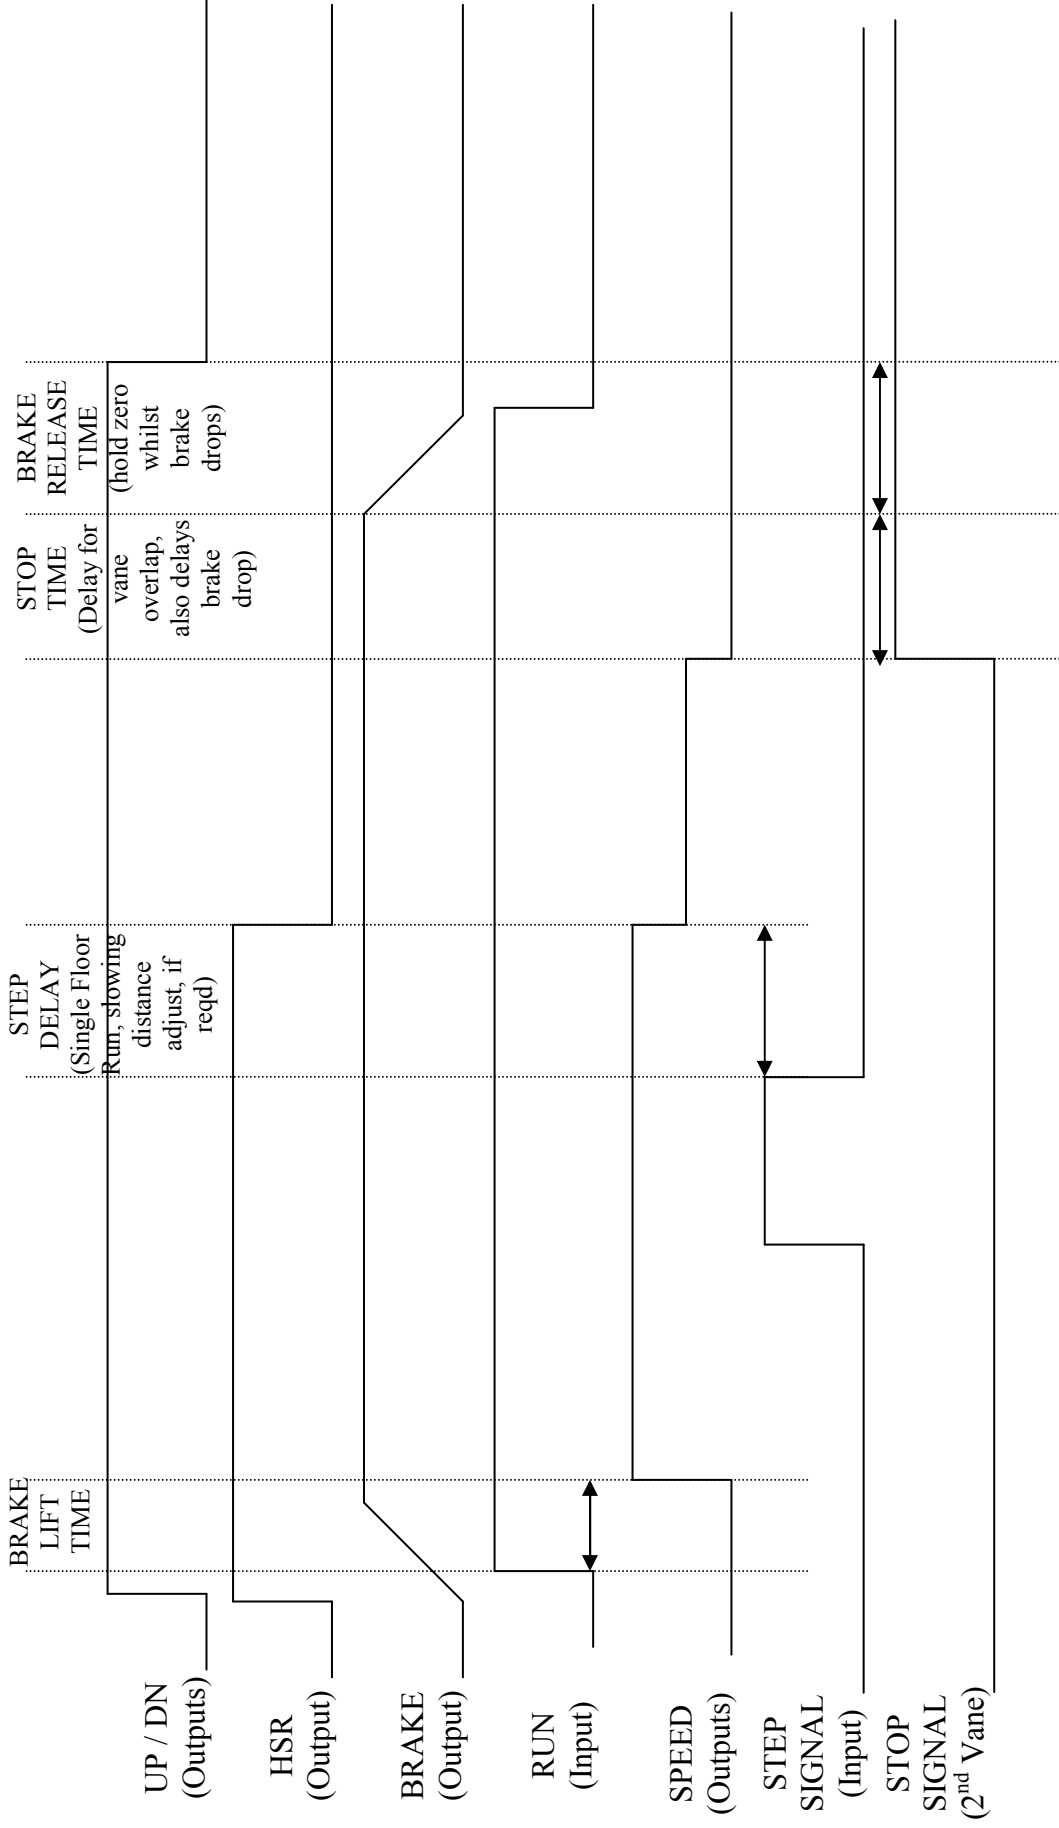 BRAKE
LIFT
TIME
STEP
DELAY
(Single Floor
Run, slowing
distance
adjust, if
reqd)
STOP
TIME
(Delay for
vane
overlap,
also delays
brake
drop)
BRAKE
RELEASE
TIME
(hold zero
whilst
brake
drops)
UP / DN
(Outputs)
HSR
(Output)
BRAKE
(Output)
RUN
(Input)
SPEED
(Outputs)
STEP
SIGNAL
(Input)
STOP
SIGNAL
(2nd Vane)